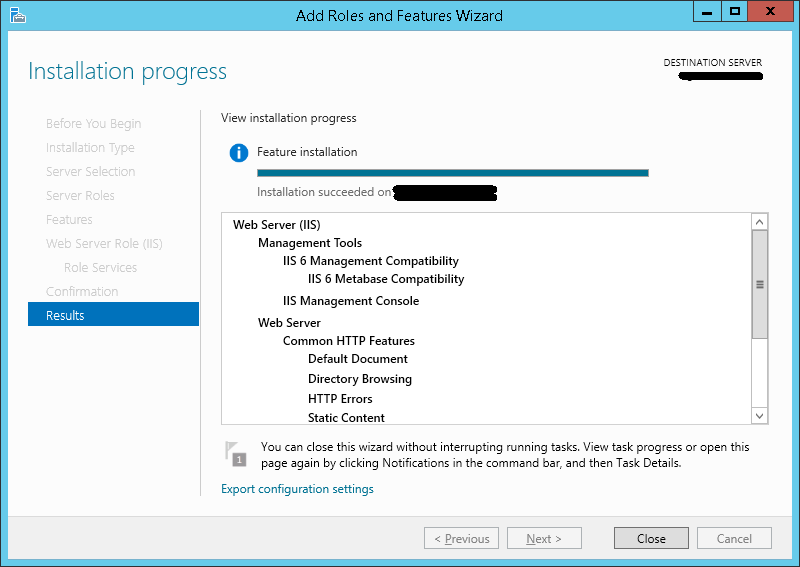 Add Roles and Features Wizard
Installation progress
DESTINATION SERVER
Before You Begin
Installation Type
Server Selection
Server Roles
Features
Web Server Role (IIS)
Role Services
Confirmation
Results
View installation progress
Feature installation
Installation succeeded on
Web Server (IIS)
Management Tools
IIS 6 Management Compatibility
IIS 6 Metabase Compatibility
IIS Management Console
Web Server
Common HTTP Features
Default Document
Directory Browsing
HTTP Errors
Static Content
1
You can close this wizard without interrupting running tasks. View task progress or open this
page again by clicking Notifications in the command bar, and then Task Details.
Export configuration settings
< Previous
Next >
Close
Cancel